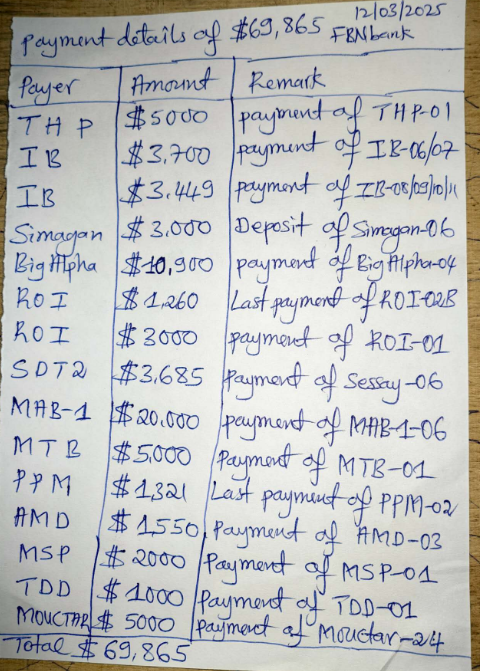 12/03/2025
Payment details of $69,865 FBNbank
Payer Amount Remark
THP $5000 payment of THP-01
IB $3,700 payment of IB-06/07
IB $3.449 payment of IB-08/09/10/11
Simagan $3,000 Deposit of Simagan-06
Big Alpha $10,900 payment of Big Alpha-04
ROI $1,260 Last payment of ROI-02B
ROI $3000 payment of ROI-01
SDT2 $3,685 Payment of Sessay-06
MAB-1 $20,000 payment of MAB-1-06
MTB $5,000 Payment of MTB-01
PPM $1,321 Last payment of PPM-02
AMD $1,550 Payment of AMD-03
MSP $2000 Payment of MSP-01
TDD $1000 Payment of TDD-01
MOUCTAR $5000 payment of Mouctar-24
Total $69,865